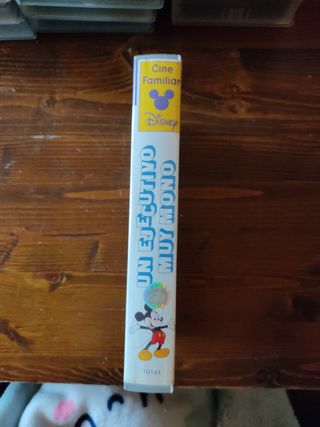 Cine
Familiar
Disney
UN EJECUTIVO
MUY MONO
10161